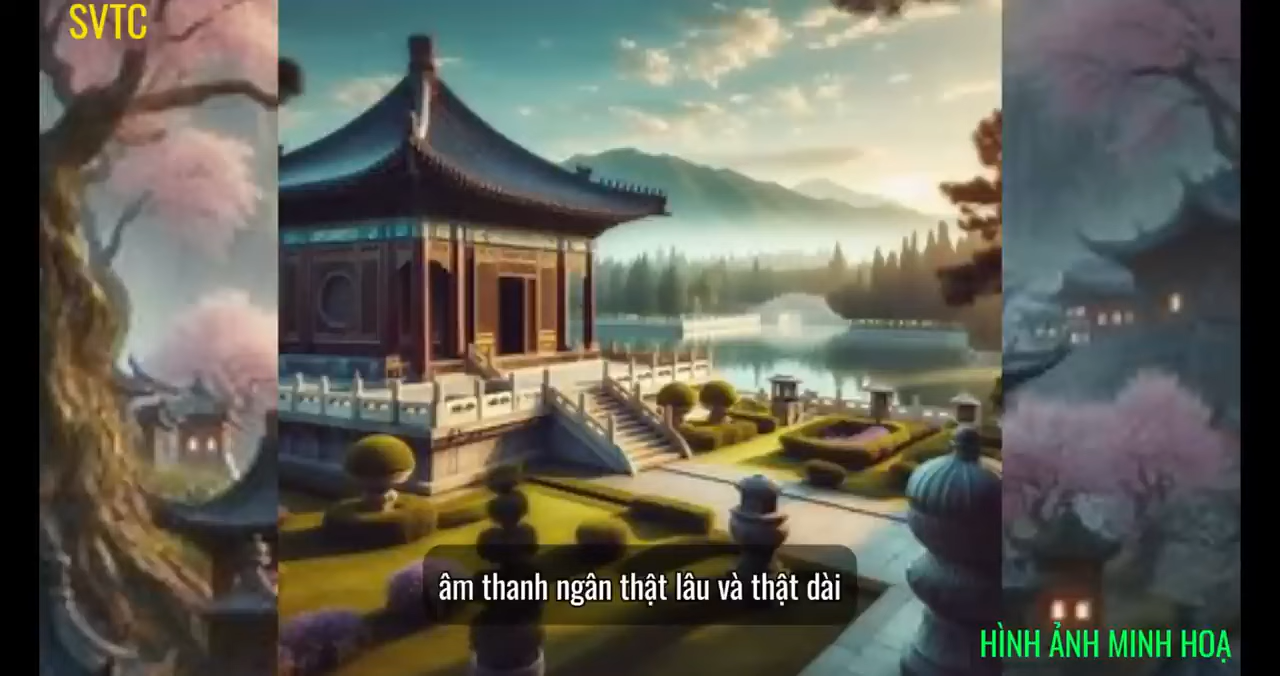 SVTC
âm thanh ngân thật lâu và thật dài
HÌNH ẢNH MINH HOẠ